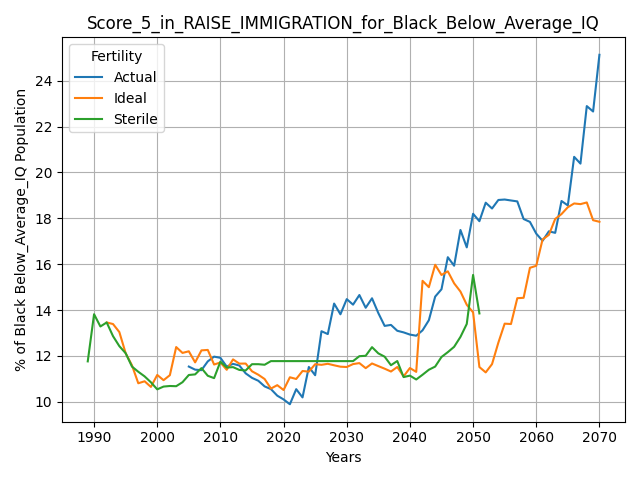 Score_5_in_RAISE_IMMIGRATION_for_Black_Below_Average_IQ
Fertility
Actual
Ideal
Sterile
% of Black Below_Average_IQ Population
24
22
20
18
16
14
12
10
1990 2000 2010 2020 2030 2040 2050 2060 2070
Years